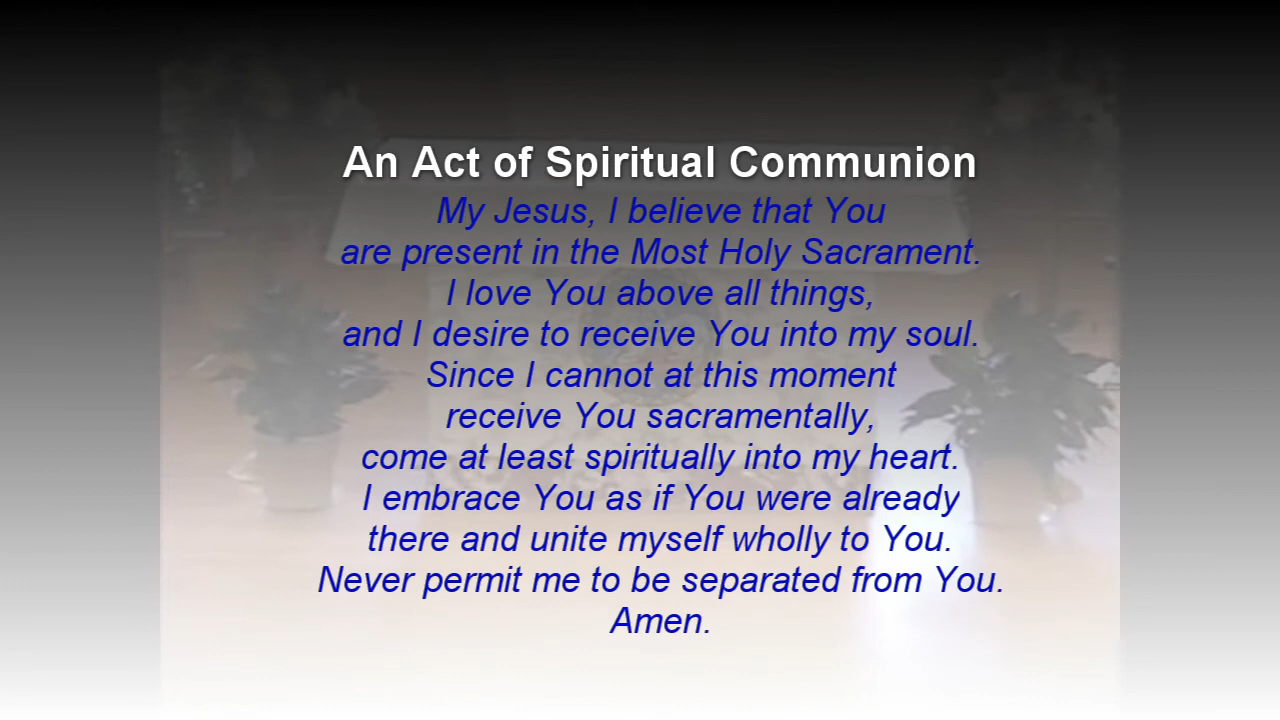 An Act of Spiritual Communion
My Jesus, I believe that You
are present in the Most Holy Sacrament.
I love You above all things,
and I desire to receive You into my soul.
Since I cannot at this moment
receive You sacramentally,
come at least spiritually into my heart.
I embrace You as if You were already
there and unite myself wholly to You.
Never permit me to be separated from You.
Amen.